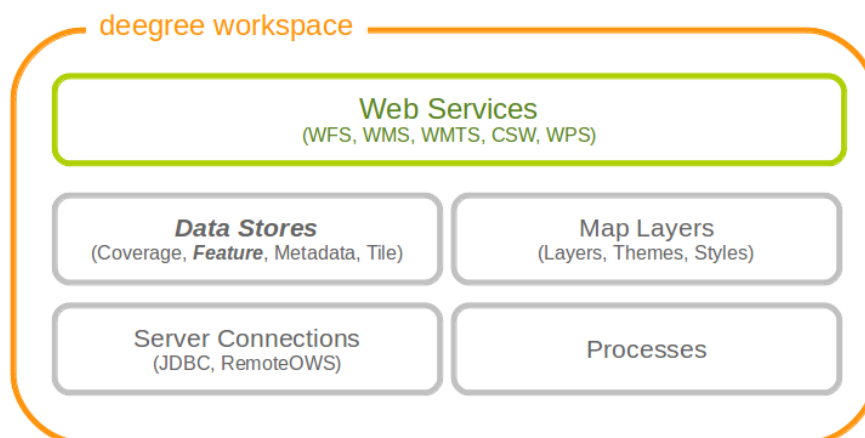 deegree workspace
Web Services
(WFS, WMS, WMTS, CSW, WPS)
Data Stores
(Coverage, Feature, Metadata, Tile)
Map Layers
(Layers, Themes, Styles)
Server Connections
(JDBC, RemoteOWS)
Processes